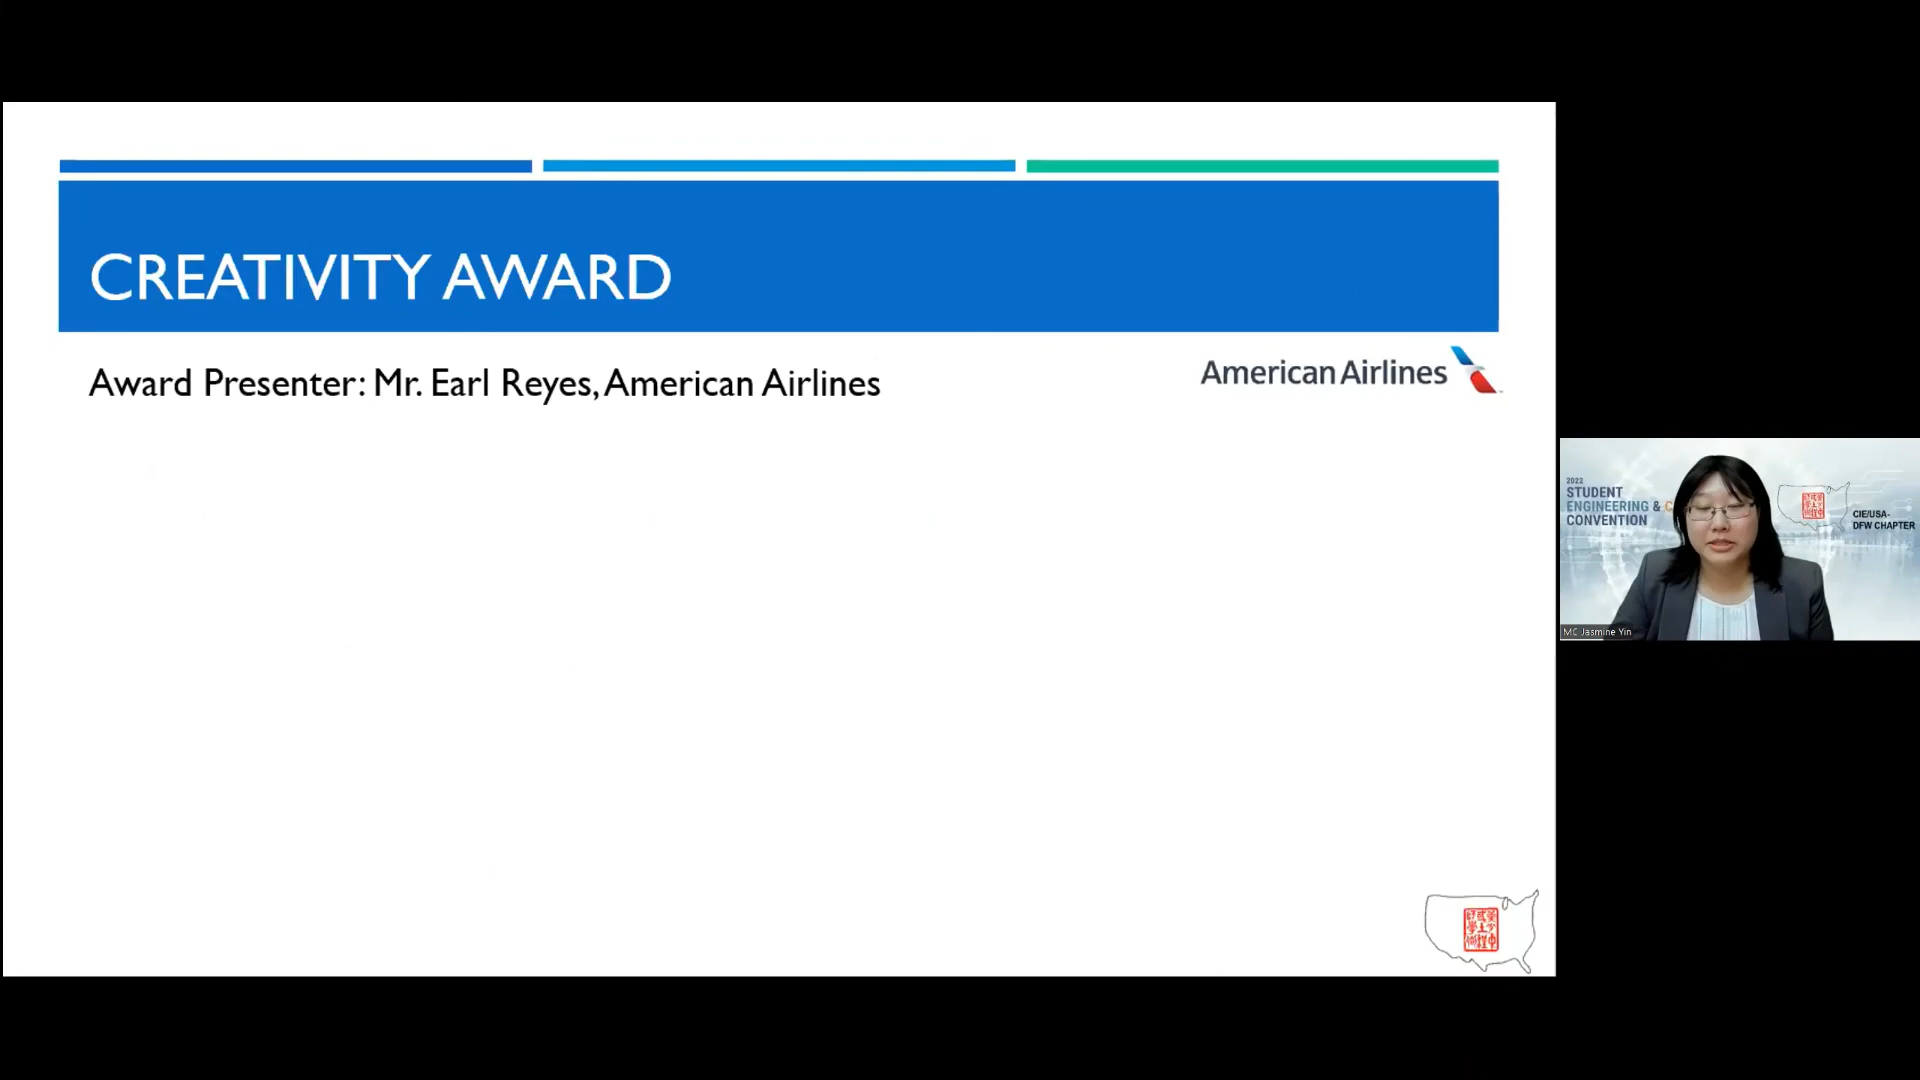 CREATIVITY AWARD
Award Presenter: Mr. Earl Reyes, American Airlines
American Airlines
2022
STUDENT
ENGINEERING & C
CONVENTION
CIE/USA-
DFW CHAPTER
MC Jasmine Yin